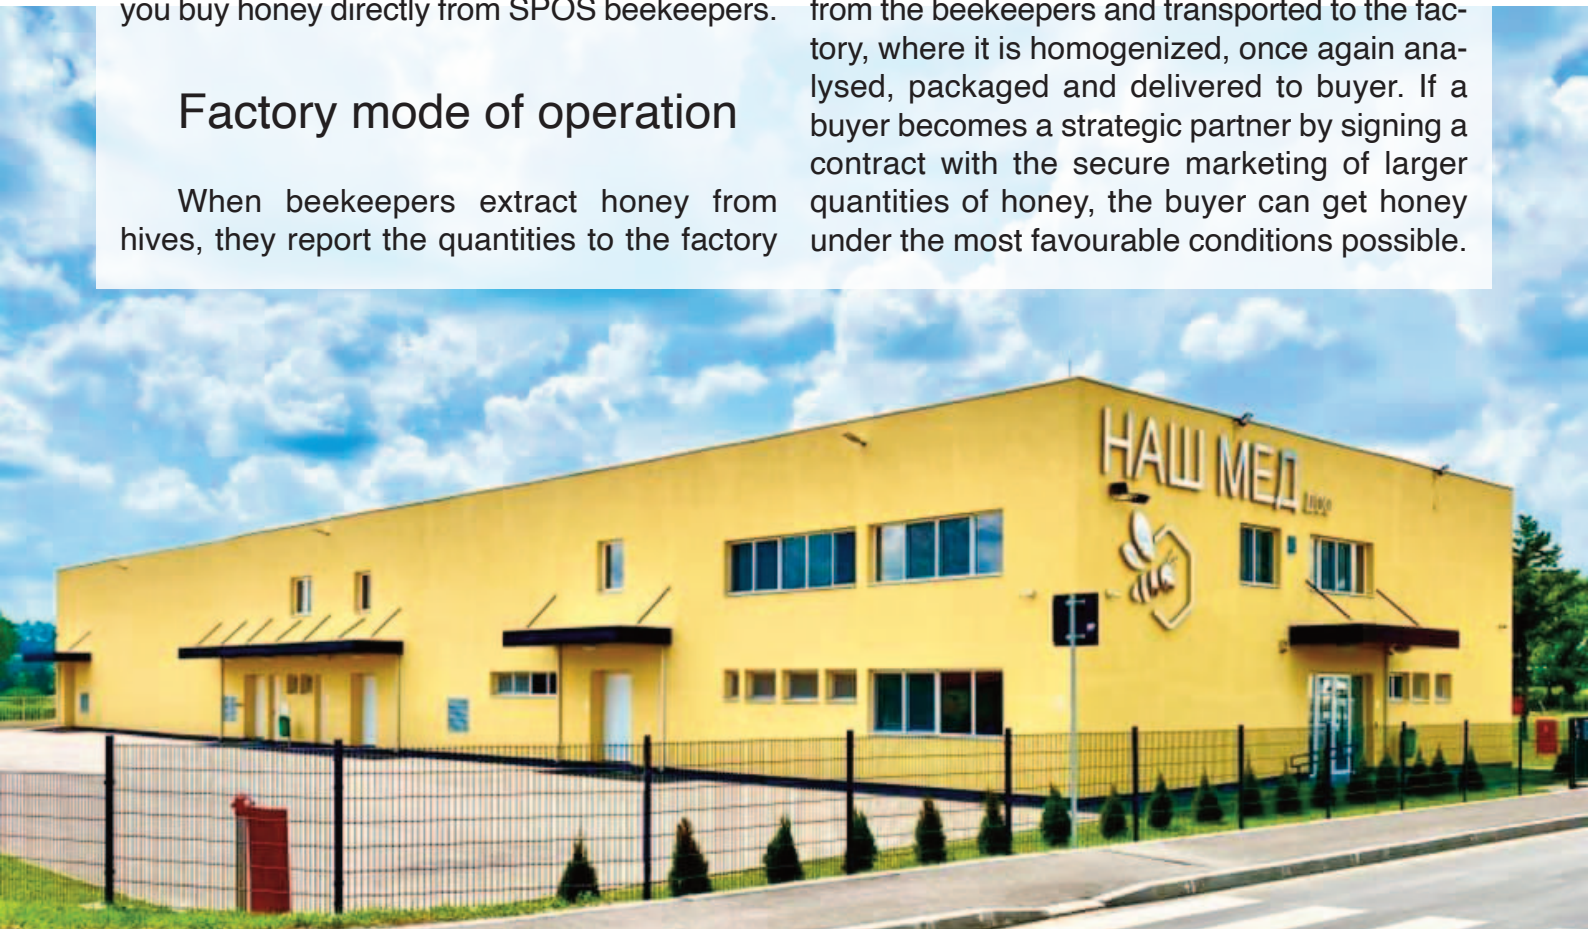 you buy honey directly from SPOS beekeepers.
Factory mode of operation
When beekeepers extract honey from
hives, they report the quantities to the factory
from the beekeepers and transported to the fac-
tory, where it is homogenized, once again ana-
lysed, packaged and delivered to buyer. If a
buyer becomes a strategic partner by signing a
contract with the secure marketing of larger
quantities of honey, the buyer can get honey
under the most favourable conditions possible.
НАШ МЕД